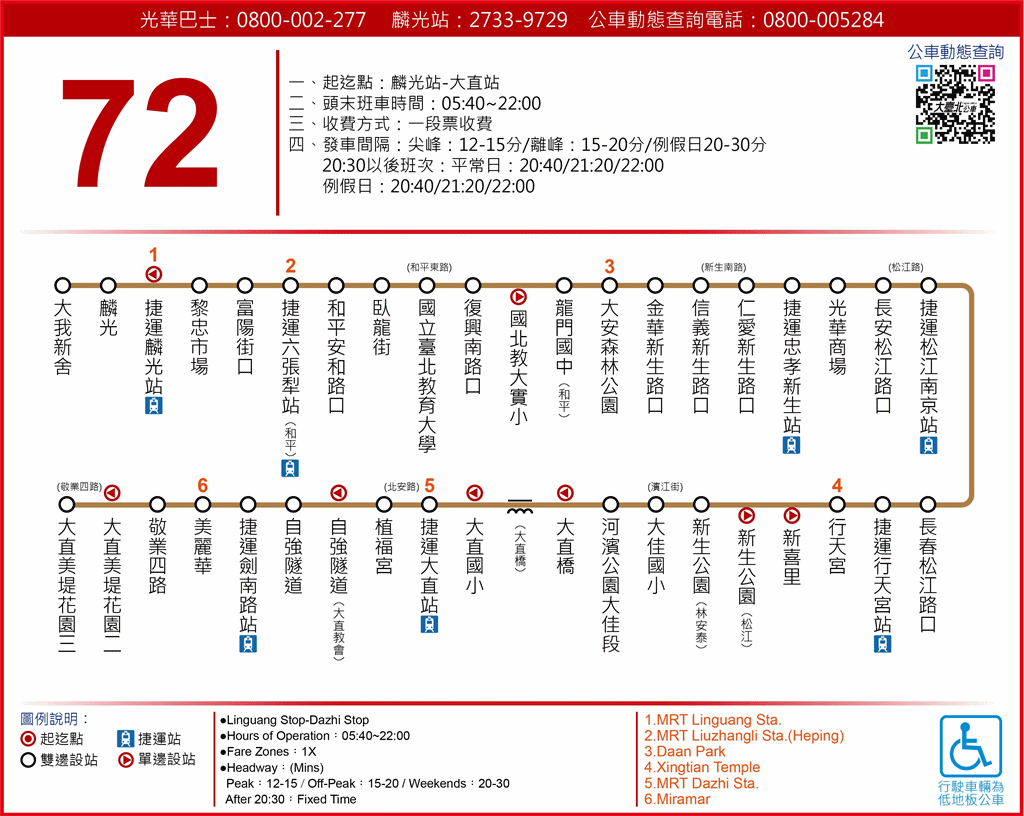 光華巴士：0800-002-277 麟光站：2733-9729 公車動態查詢電話：0800-005284
公車動態查詢
大臺北公車
72
一、起迄點：麟光站-大直站
二、頭末班車時間：05:40~22:00
三、收費方式：一段票收費
四、發車間隔：尖峰：12-15分/離峰：15-20分/例假日20-30分
20:30以後班次：平常日：20:40/21:20/22:00
例假日：20:40/21:20/22:00
1
2
(和平東路)
3
(新生南路)
(松江路)
大我新舍
麟光
捷運麟光站
黎忠市場
富陽街口
捷運六張犁站（和平）
和平安和路口
臥龍街
國立臺北教育大學
復興南路口
國北教大實小
龍門國中（和平）
大安森林公園
金華新生路口
信義新生路口
仁愛新生路口
捷運忠孝新生站
光華商場
長安松江路口
捷運松江南京站
(敬業四路)
6
(北安路)
5
(濱江街)
4
大直美堤花園三
大直美堤花園二
敬業四路
美麗華
捷運劍南路站
自強隧道
自強隧道（大直教會）
植福宮
捷運大直站
大直國小
（大直橋）
大直橋
河濱公園大佳段
大佳國小
新生公園（林安泰）
新生公園（松江）
新喜里
行天宮
捷運行天宮站
長春松江路口
圖例說明：
起迄點 捷運站
雙邊設站 單邊設站
●Linguang Stop-Dazhi Stop
●Hours of Operation：05:40~22:00
●Fare Zones：1X
●Headway：(Mins)
Peak：12-15 / Off-Peak：15-20 / Weekends：20-30
After 20:30：Fixed Time
1.MRT Linguang Sta.
2.MRT Liuzhangli Sta.(Heping)
3.Daan Park
4.Xingtian Temple
5.MRT Dazhi Sta.
6.Miramar
行駛車輛為
低地板公車